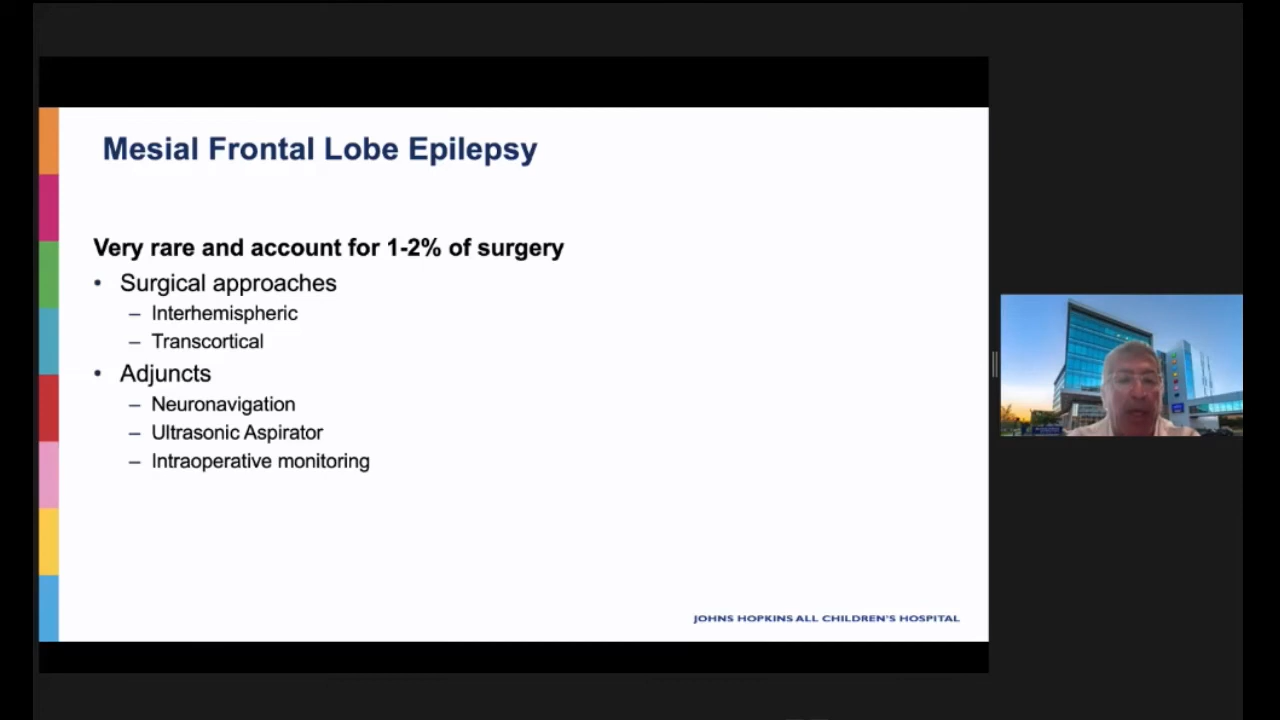 Mesial Frontal Lobe Epilepsy
Very rare and account for 1-2% of surgery
• Surgical approaches
– Interhemispheric
– Transcortical
• Adjuncts
– Neuronavigation
– Ultrasonic Aspirator
– Intraoperative monitoring
JOHNS HOPKINS ALL CHILDREN'S HOSPITAL